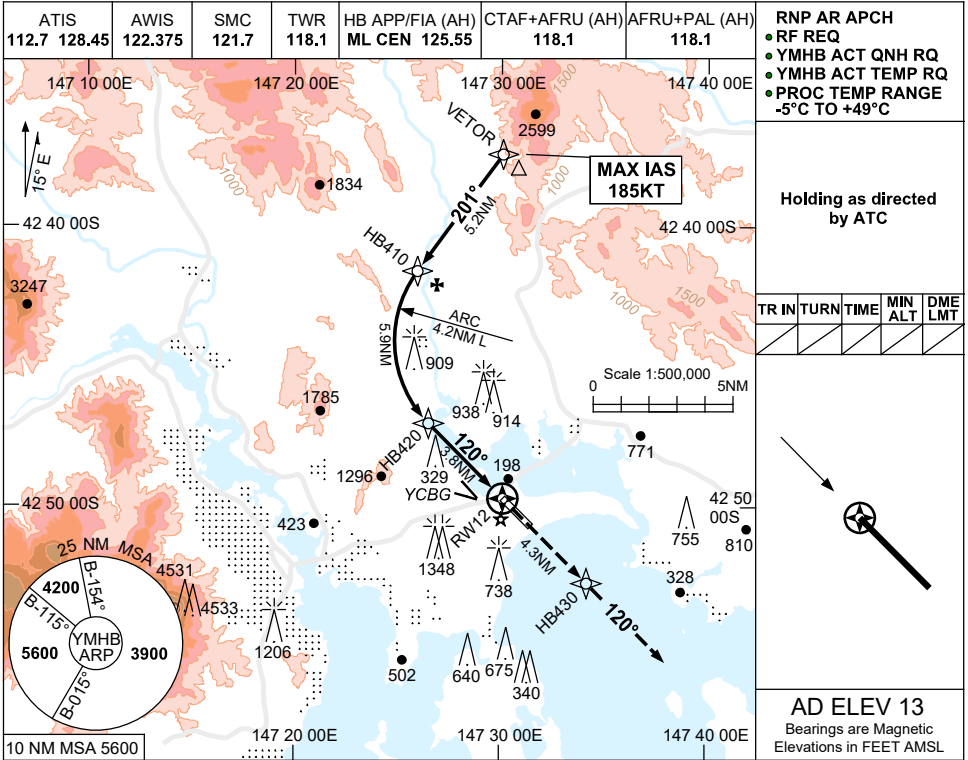 ATIS
112.7 128.45
AWIS
122.375
SMC
121.7
TWR
118.1
HB APP/FIA (AH)
ML CEN 125.55
CTAF+AFRU (AH)
118.1
AFRU+PAL (AH)
118.1
RNP AR APCH
RF REQ
YMHB ACT QNH RQ
YMHB ACT TEMP RQ
PROC TEMP RANGE
-5°C TO +49°C
147 10 00E
147 20 00E
147 30 00E
147 40 00E
1500
VETOR
2599
15° E
1000
1834
MAX IAS
185KT
1000
Holding as directed
by ATC
201°
5.2NM
42 40 00S
42 40 00S
HB410
3247
1500
1000
ARC
4.2NM L
5.9NM
909
TR IN
TURN
TIME
MIN
ALT
DME
LMT
Scale 1:500,000
0
5NM
1785
938
914
HB420
120°
3.8NM
771
1296
329
198
YCBG
42 50 00S
42 50
00S
423
RW12
755
810
25 NM MSA
1348
4.3NM
738
4531
4533
328
4200
B-154°
B-115°
5600
YMHB
ARP
3900
B-015°
HB430
120°
1206
502
640
675
340
10 NM MSA 5600
147 20 00E
147 30 00E
147 40 00E
AD ELEV 13
Bearings are Magnetic
Elevations in FEET AMSL